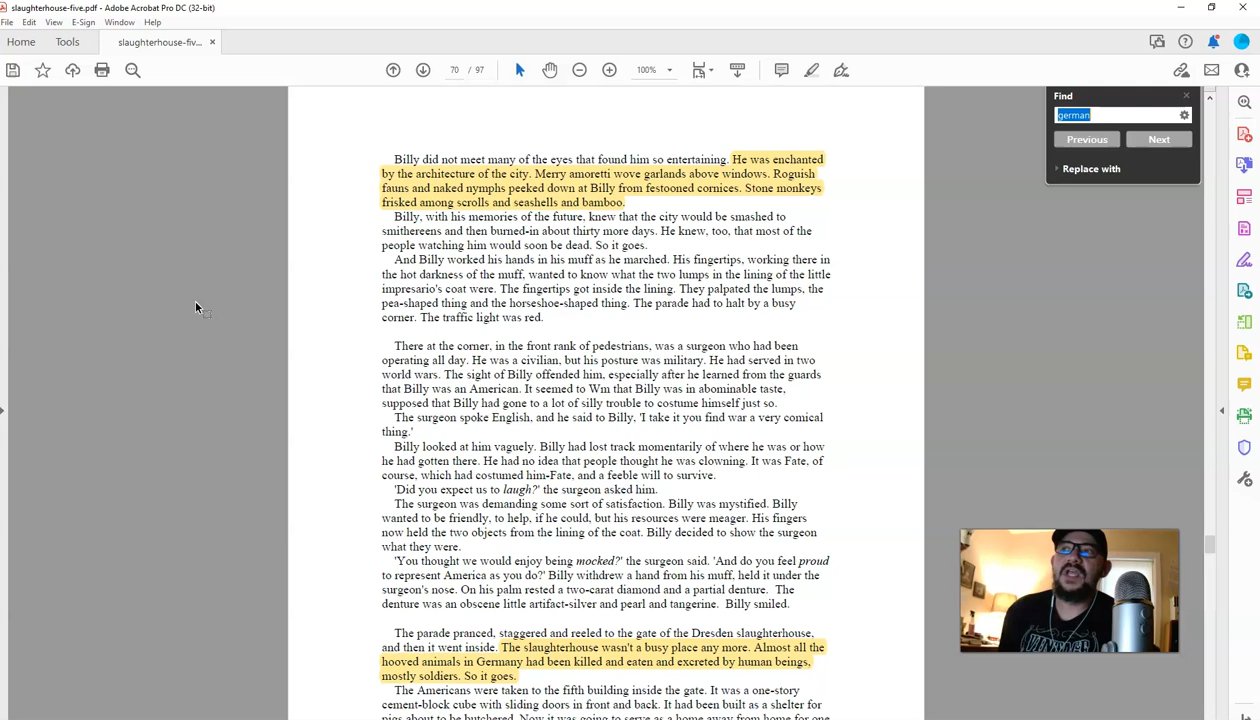 slaughterhouse-five.pdf - Adobe Acrobat Pro DC (32-bit)
File Edit View E-Sign Window Help
Home Tools slaughterhouse-fiv... ×
70 / 97 100%
Find
german
Previous Next
Replace with
Billy did not meet many of the eyes that found him so entertaining. He was enchanted
by the architecture of the city. Merry amoretti wove garlands above windows. Roguish
fauns and naked nymphs peeked down at Billy from festooned cornices. Stone monkeys
frisked among scrolls and seashells and bamboo.
Billy, with his memories of the future, knew that the city would be smashed to
smithereens and then burned-in about thirty more days. He knew, too, that most of the
people watching him would soon be dead. So it goes.
And Billy worked his hands in his muff as he marched. His fingertips, working there in
the hot darkness of the muff, wanted to know what the two lumps in the lining of the little
impresario's coat were. The fingertips got inside the lining. They palpated the lumps, the
pea-shaped thing and the horseshoe-shaped thing. The parade had to halt by a busy
corner. The traffic light was red.
There at the corner, in the front rank of pedestrians, was a surgeon who had been
operating all day. He was a civilian, but his posture was military. He had served in two
world wars. The sight of Billy offended him, especially after he learned from the guards
that Billy was an American. It seemed to Wm that Billy was in abominable taste,
supposed that Billy had gone to a lot of silly trouble to costume himself just so.
The surgeon spoke English, and he said to Billy, 'I take it you find war a very comical
thing.'
Billy looked at him vaguely. Billy had lost track momentarily of where he was or how
he had gotten there. He had no idea that people thought he was clowning. It was Fate, of
course, which had costumed him-Fate, and a feeble will to survive.
'Did you expect us to laugh?' the surgeon asked him.
The surgeon was demanding some sort of satisfaction. Billy was mystified. Billy
wanted to be friendly, to help, if he could, but his resources were meager. His fingers
now held the two objects from the lining of the coat. Billy decided to show the surgeon
what they were.
'You thought we would enjoy being mocked?' the surgeon said. 'And do you feel proud
to represent America as you do?' Billy withdrew a hand from his muff, held it under the
surgeon's nose. On his palm rested a two-carat diamond and a partial denture. The
denture was an obscene little artifact-silver and pearl and tangerine. Billy smiled.
The parade pranced, staggered and reeled to the gate of the Dresden slaughterhouse,
and then it went inside. The slaughterhouse wasn't a busy place any more. Almost all the
hooved animals in Germany had been killed and eaten and excreted by human beings,
mostly soldiers. So it goes.
The Americans were taken to the fifth building inside the gate. It was a one-story
cement-block cube with sliding doors in front and back. It had been built as a shelter for
pigs about to be butchered. Now it was going to serve as a home away from home for one
VINTAGE